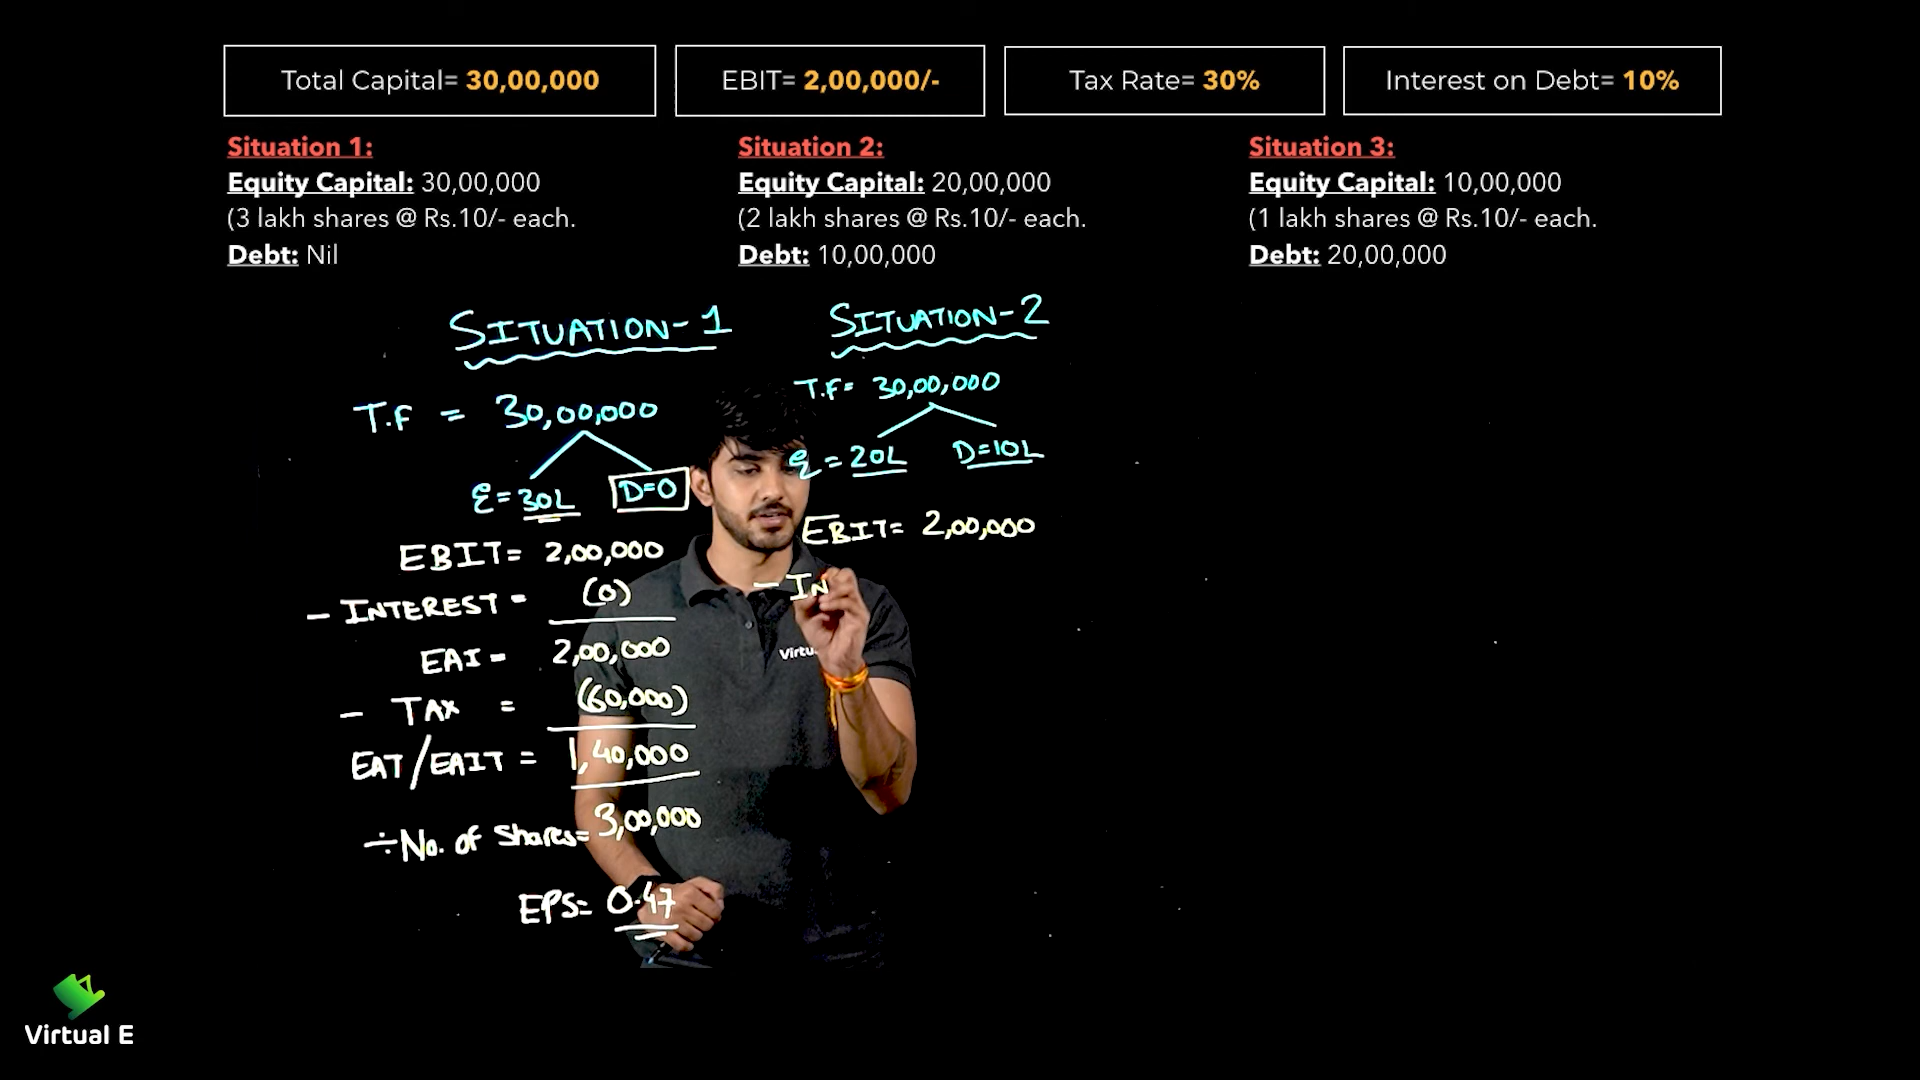 Total Capital= 30,00,000
EBIT= 2,00,000/-
Tax Rate= 30%
Interest on Debt= 10%
Situation 1:
Equity Capital: 30,00,000
(3 lakh shares @ Rs.10/- each.
Debt: Nil
Situation 2:
Equity Capital: 20,00,000
(2 lakh shares @ Rs.10/- each.
Debt: 10,00,000
Situation 3:
Equity Capital: 10,00,000
(1 lakh shares @ Rs.10/- each.
Debt: 20,00,000
SITUATION-1
T.F = 30,00,000
E=30L D=0
EBIT= 2,00,000
- INTEREST= (0)
EAI= 2,00,000
- TAX = (60,000)
EAT/EAIT = 1,40,000
÷No. of Shares= 3,00,000
EPS= 0.47
SITUATION-2
T.F= 30,00,000
E=20L D=10L
EBIT= 2,00,000
- IN
Virtu
Virtual E